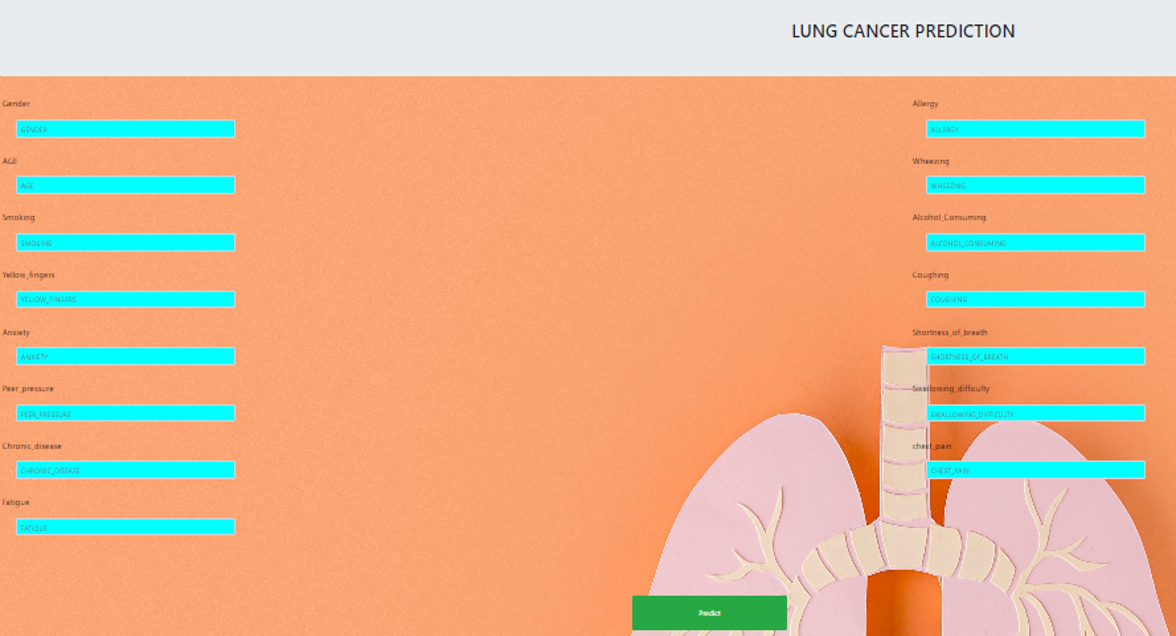 LUNG CANCER PREDICTION
Gender
GENDER
AGE
AGE
Smoking
SMOKING
Yellow_fingers
YELLOW_FINGERS
Anxiety
ANXIETY
Peer_pressure
PEER_PRESSURE
Chronic_disease
CHRONIC_DISEASE
Fatigue
FATIQUE
Allergy
ALLERGY
Wheezing
WHEEZING
Alcohol_Consuming
ALCOHOL_CONSUMING
Coughing
COUGHING
Shortness_of_breath
SHORTNESS_OF_BREATH
Swallowing_difficulty
SWALLOWING_DIFFICULTY
chest_pain
CHEST_PAIN
Predict